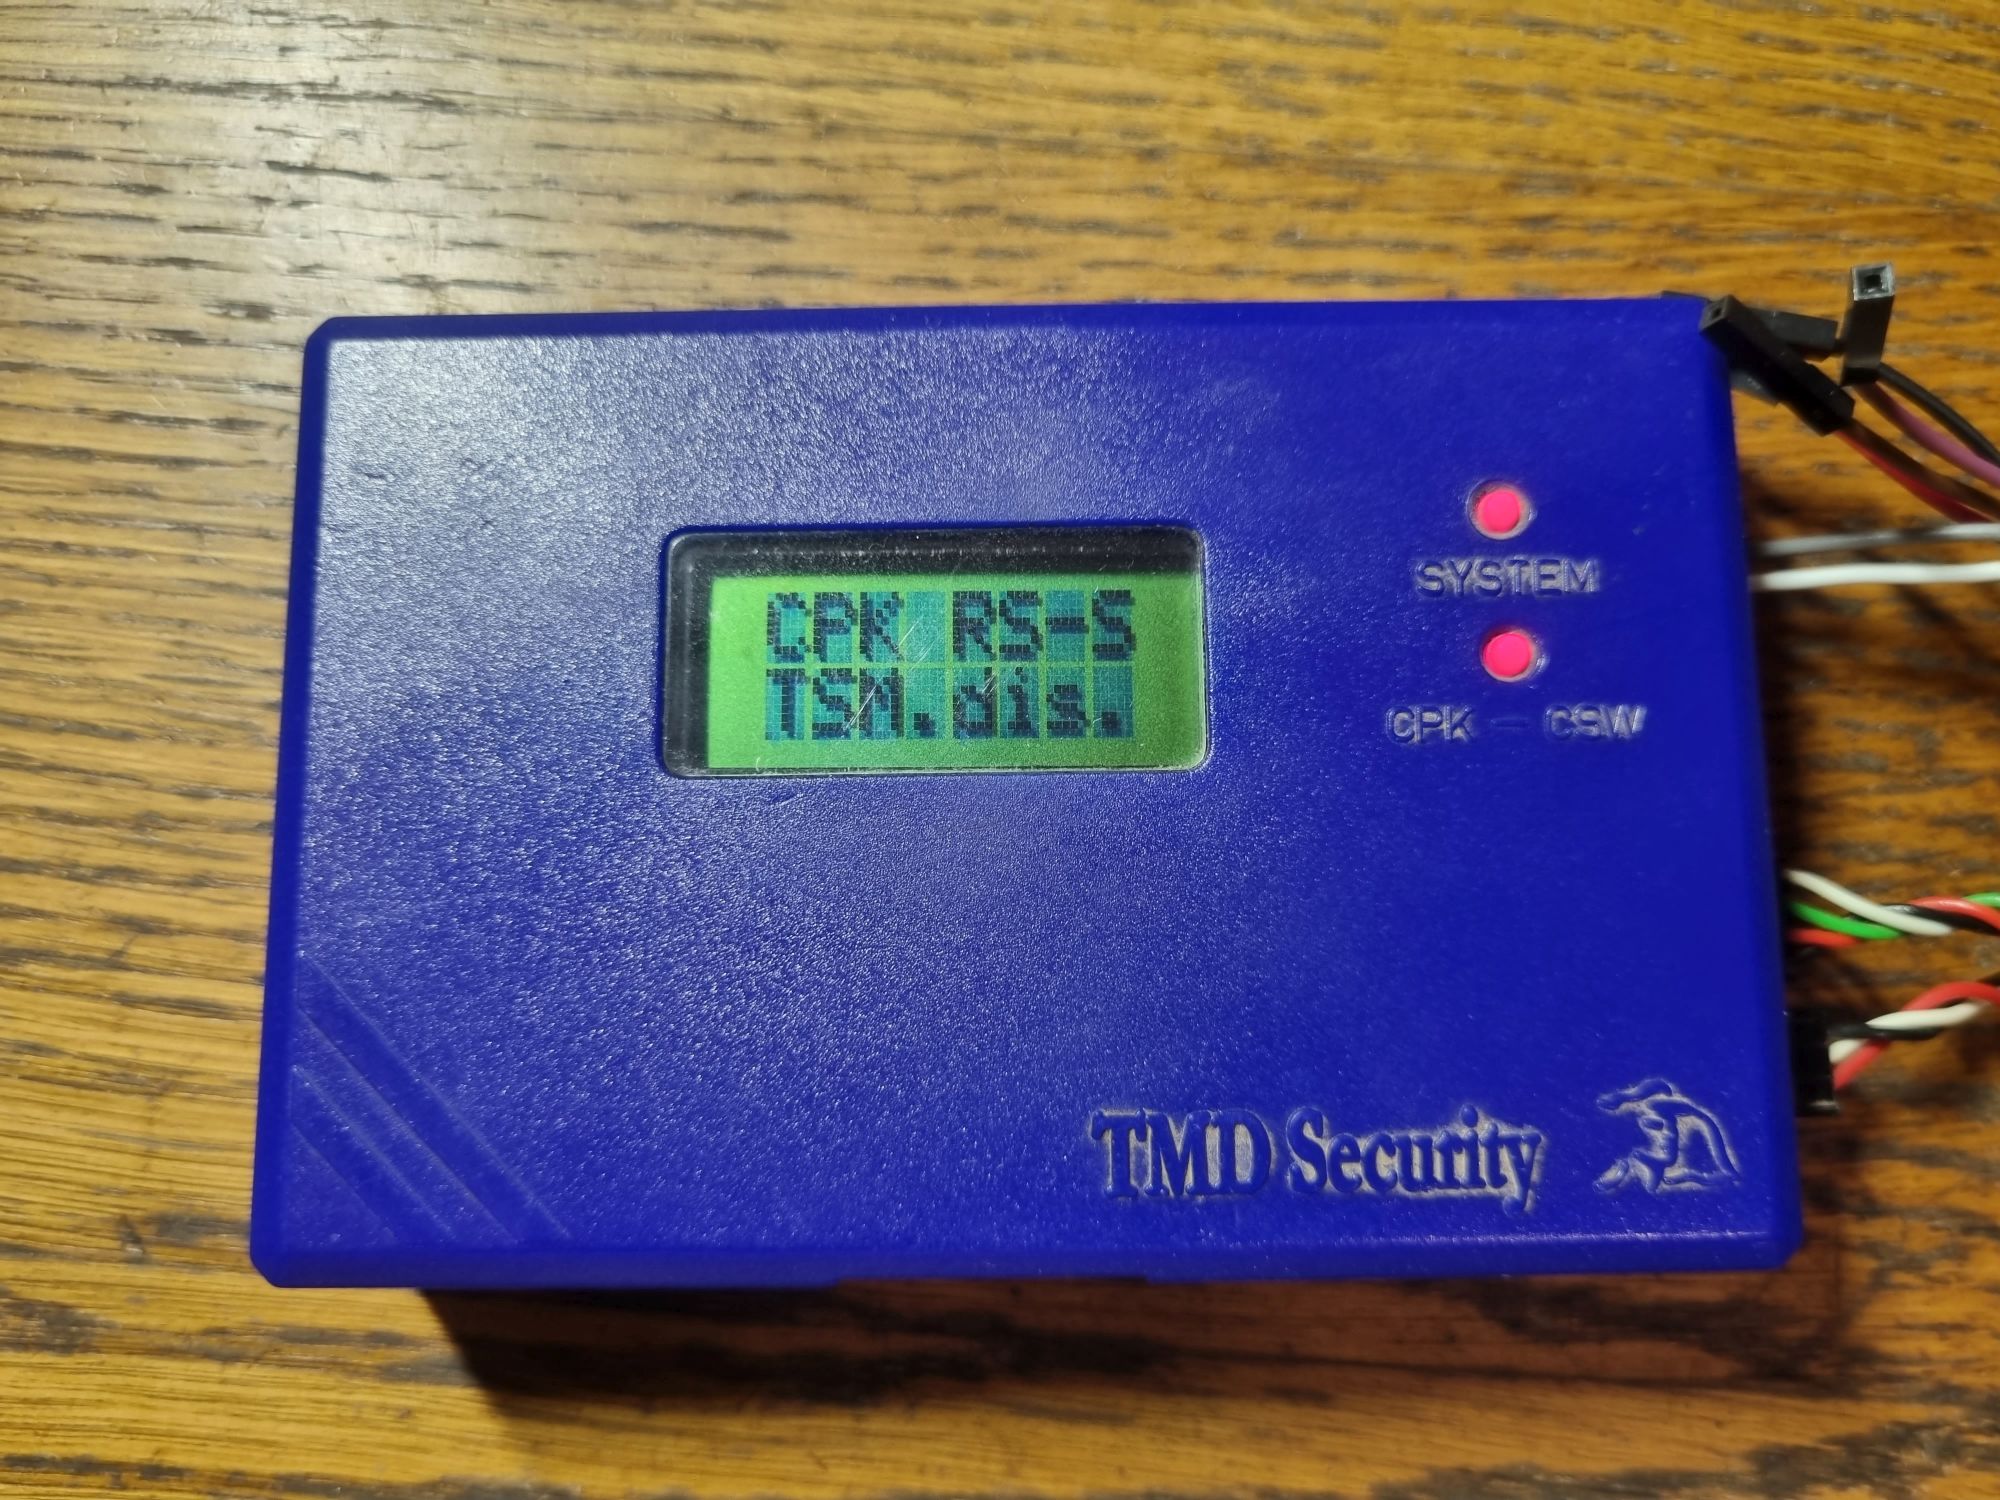 CPK RS-S
TSM.dis.
SYSTEM
CPK - CSW
TMD Security